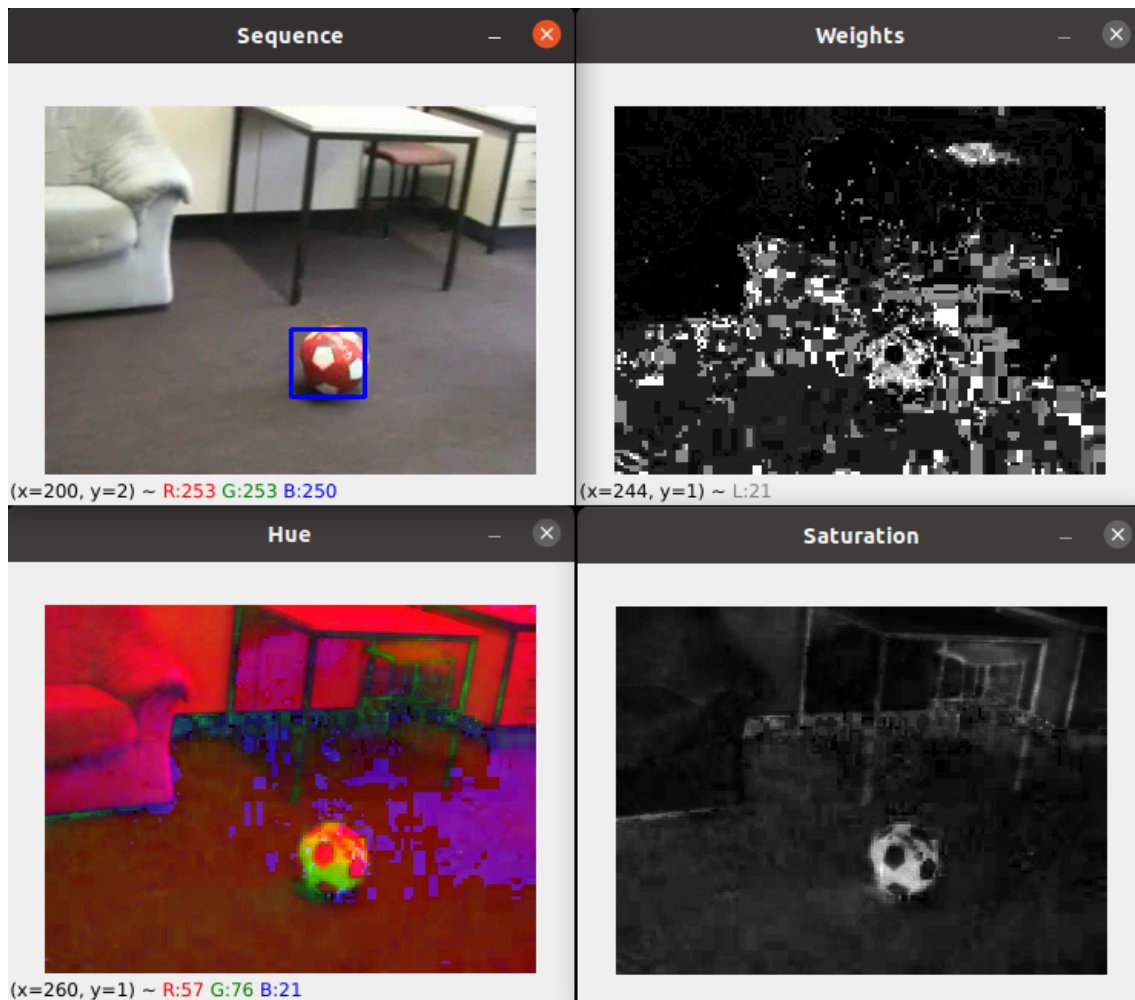 Sequence
Weights
(x=200, y=2) ~ R:253 G:253 B:250
(x=244, y=1) ~ L:21
Hue
Saturation
(x=260, y=1) ~ R:57 G:76 B:21